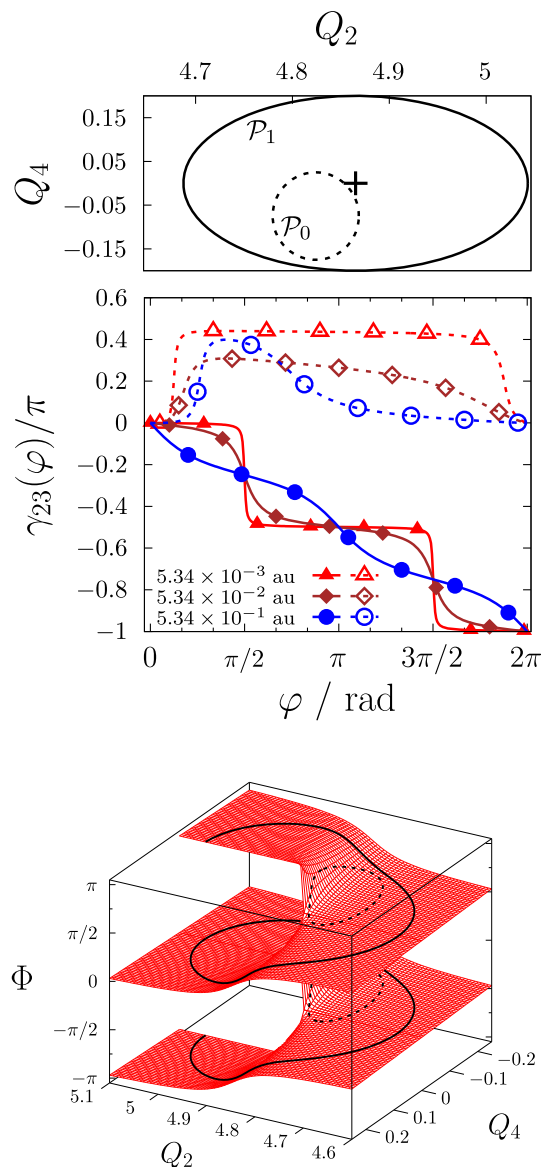 Q₂
4.7 4.8 4.9 5
Q₄
0.15
0.05
−0.05
−0.15
𝒫₁
𝒫₀
γ₂₃(φ)/π
0.6
0.4
0.2
0
−0.2
−0.4
−0.6
−0.8
−1
5.34 × 10⁻³ au
5.34 × 10⁻² au
5.34 × 10⁻¹ au
0 π/2 π 3π/2 2π
φ / rad
Φ
π
π/2
0
−π/2
−π
5.1 5 4.9 4.8 4.7 4.6
Q₂
0.2 0.1 0 −0.1 −0.2
Q₄